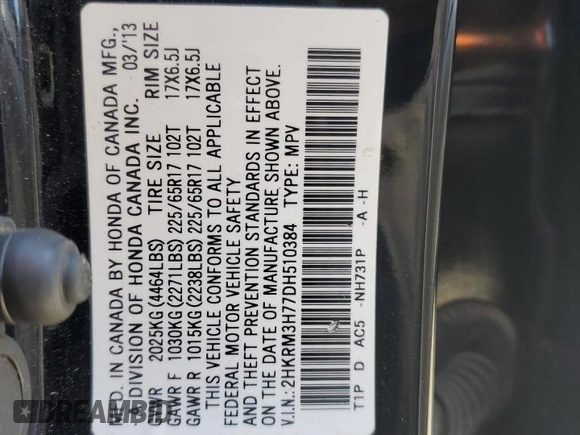 MFD. IN CANADA BY HONDA OF CANADA MFG.,
A DIVISION OF HONDA CANADA INC. 03/'13
GVWR 2025KG(4464LBS) TIRE SIZE RIM SIZE
GAWR F 1030KG(2271LBS) 225/65R17 102T 17X6.5J
GAWR R 1015KG(2238LBS) 225/65R17 102T 17X6.5J
THIS VEHICLE CONFORMS TO ALL APPLICABLE
FEDERAL MOTOR VEHICLE SAFETY
AND THEFT PREVENTION STANDARDS IN EFFECT
ON THE DATE OF MANUFACTURE SHOWN ABOVE.
V.I.N.: 2HKRM3H77DH510384 TYPE: MPV
T1P D AC5 -NH731P -A -H
DREAMBID